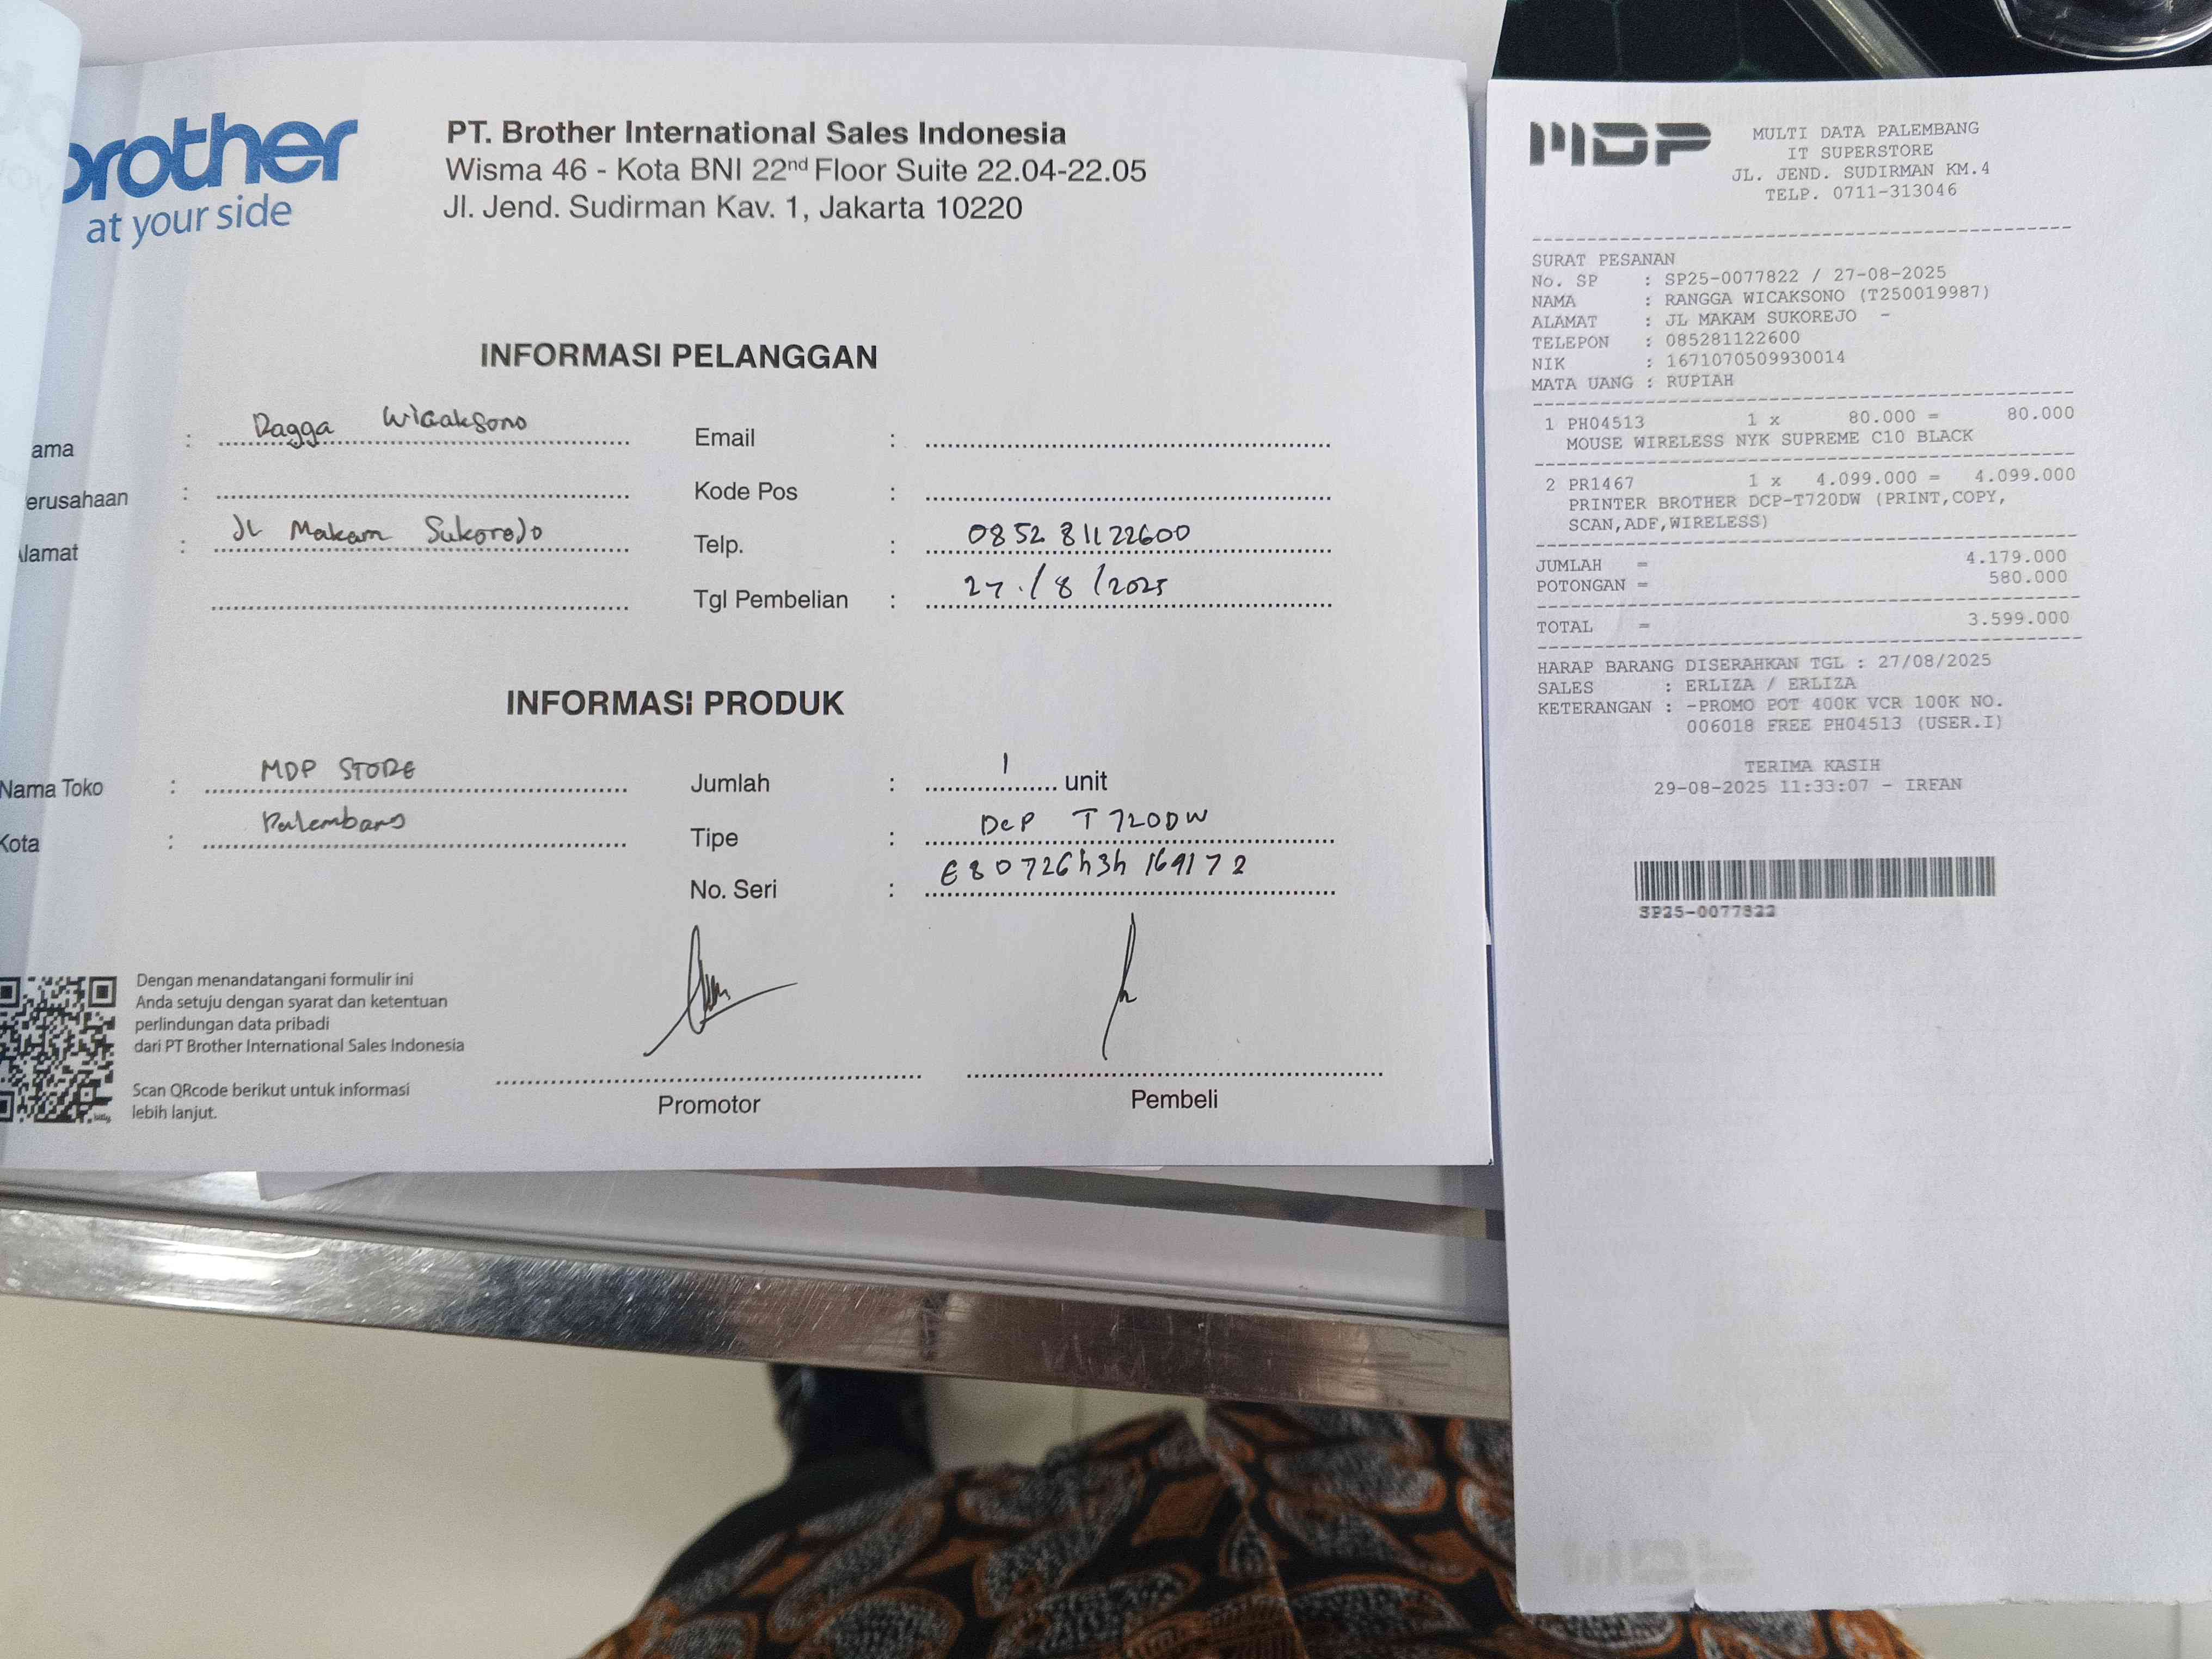 brother
at your side
PT. Brother International Sales Indonesia
Wisma 46 - Kota BNI 22nd Floor Suite 22.04-22.05
Jl. Jend. Sudirman Kav. 1, Jakarta 10220
INFORMASI PELANGGAN
ama : Ragga Wicaksono
erusahaan :
lamat : JL Makam Sukorejo
Email :
Kode Pos :
Telp. : 0852 81122600
Tgl Pembelian : 27./8/2025
INFORMASI PRODUK
Nama Toko : MDP STORE
Kota : Palembang
Jumlah : 1 unit
Tipe : DCP T720DW
No. Seri : E80726h3h169172
Dengan menandatangani formulir ini
Anda setuju dengan syarat dan ketentuan
perlindungan data pribadi
dari PT Brother International Sales Indonesia
Scan QRcode berikut untuk informasi
lebih lanjut.
Promotor
Pembeli
MDP
MULTI DATA PALEMBANG
IT SUPERSTORE
JL. JEND. SUDIRMAN KM.4
TELP. 0711-313046
SURAT PESANAN
No. SP : SP25-0077822 / 27-08-2025
NAMA : RANGGA WICAKSONO (T250019987)
ALAMAT : JL MAKAM SUKOREJO -
TELEPON : 085281122600
NIK : 1671070509930014
MATA UANG : RUPIAH
1 PH04513 1 x 80.000 = 80.000
MOUSE WIRELESS NYK SUPREME C10 BLACK
2 PR1467 1 x 4.099.000 = 4.099.000
PRINTER BROTHER DCP-T720DW (PRINT,COPY,
SCAN,ADF,WIRELESS)
JUMLAH = 4.179.000
POTONGAN = 580.000
TOTAL = 3.599.000
HARAP BARANG DISERAHKAN TGL : 27/08/2025
SALES : ERLIZA / ERLIZA
KETERANGAN : -PROMO POT 400K VCR 100K NO.
006018 FREE PH04513 (USER.I)
TERIMA KASIH
29-08-2025 11:33:07 - IRFAN
SP25-0077822